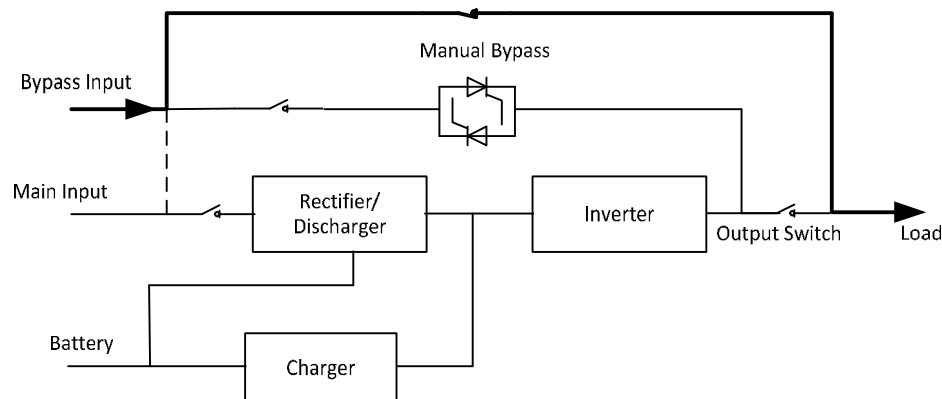 Manual Bypass
Bypass Input
Main Input
Rectifier/
Discharger
Inverter
Output Switch
Load
Battery
Charger